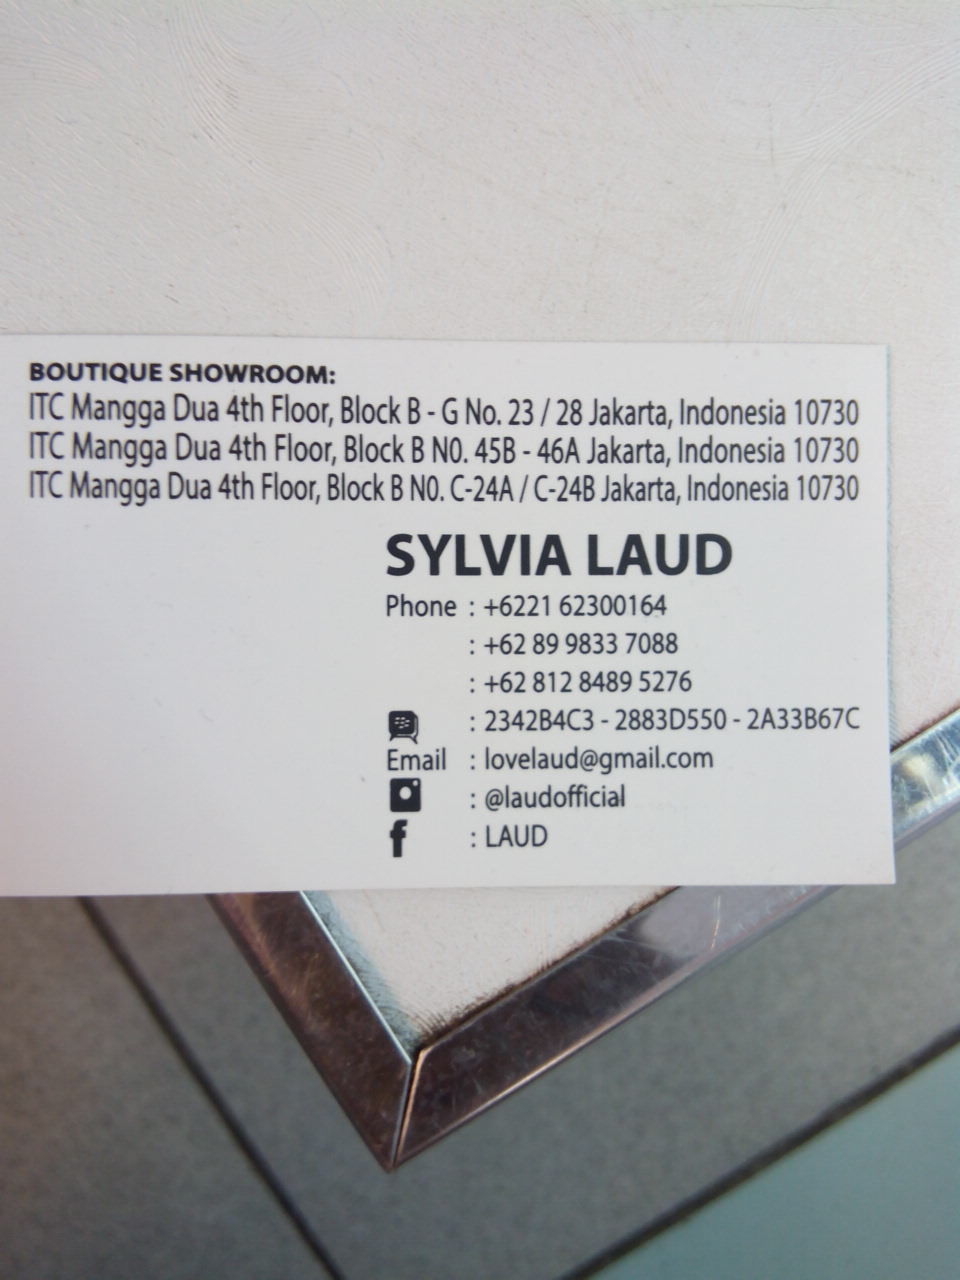 BOUTIQUE SHOWROOM:
ITC Mangga Dua 4th Floor, Block B - G No. 23 / 28 Jakarta, Indonesia 10730
ITC Mangga Dua 4th Floor, Block B N0. 45B - 46A Jakarta, Indonesia 10730
ITC Mangga Dua 4th Floor, Block B N0. C-24A / C-24B Jakarta, Indonesia 10730
SYLVIA LAUD
Phone : +6221 62300164
: +62 89 9833 7088
: +62 812 8489 5276
: 2342B4C3 - 2883D550 - 2A33B67C
Email : lovelaud@gmail.com
: @laudofficial
: LAUD